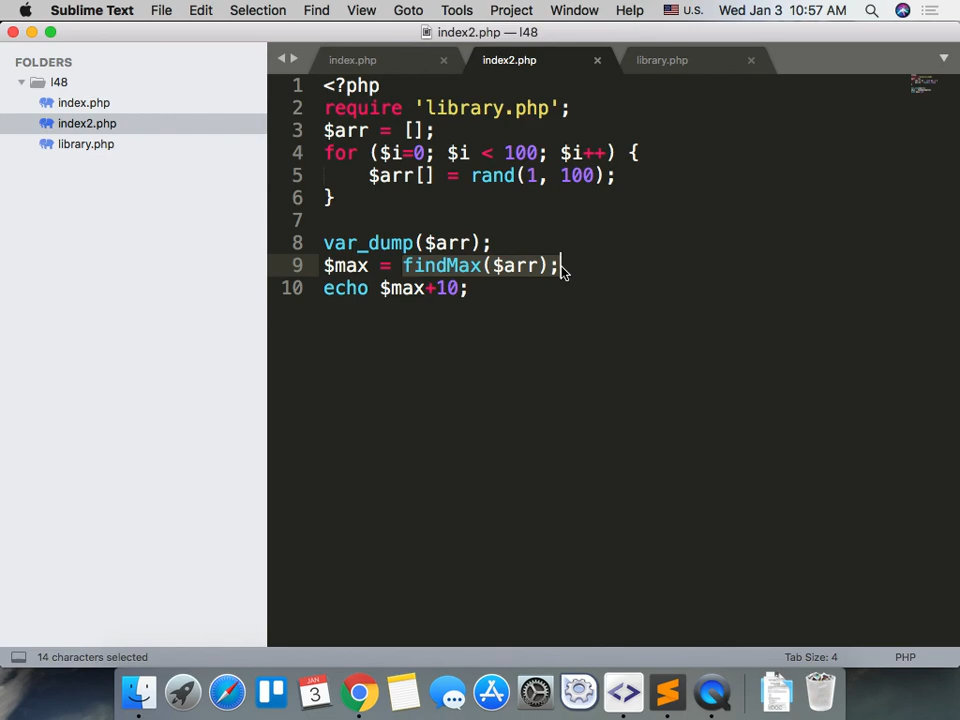 Sublime Text File Edit Selection Find View Goto Tools Project Window Help U.S. Wed Jan 3 10:57 AM
index2.php — l48
FOLDERS
l48
index.php
index2.php
library.php
index.php index2.php library.php
1 <?php
2 require 'library.php';
3 $arr = [];
4 for ($i=0; $i < 100; $i++) {
5 $arr[] = rand(1, 100);
6 }
7
8 var_dump($arr);
9 $max = findMax($arr);
10 echo $max+10;
14 characters selected Tab Size: 4 PHP
JAN
3